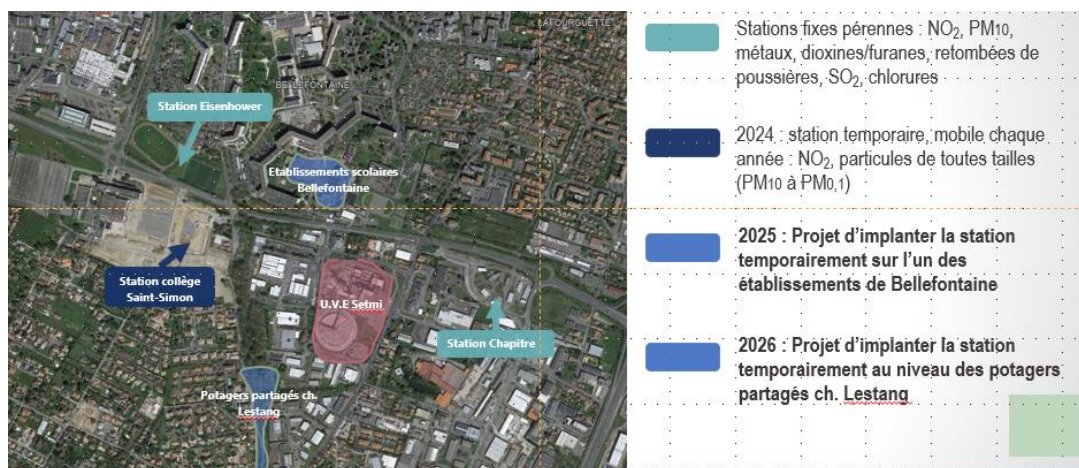 LAFOURGUETTE
BELLEFONTAINE
Station Eisenhower
Etablissements scolaires
Bellefontaine
Station collège
Saint-Simon
U.V.E Setmi
Station Chapitre
Potagers partagés ch.
Lestang
Stations fixes pérennes : NO₂, PM10,
métaux, dioxines/furanes, retombées de
poussières, SO₂, chlorures
2024 : station temporaire, mobile chaque
année : NO₂, particules de toutes tailles
(PM10 à PM0,1)
2025 : Projet d’implanter la station
temporairement sur l’un des
établissements de Bellefontaine
2026 : Projet d’implanter la station
temporairement au niveau des potagers
partagés ch. Lestang